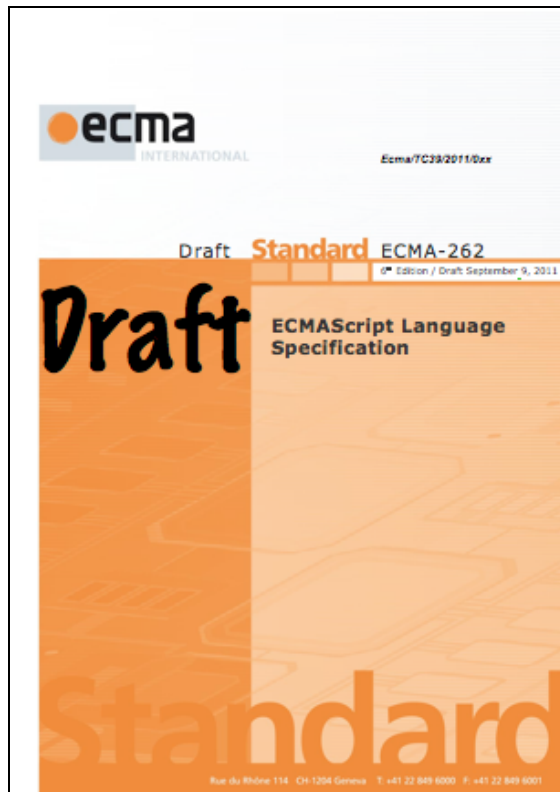 ecma
INTERNATIONAL
Ecma/TC39/2011/0xx
Draft Standard ECMA-262
6th Edition / Draft September 9, 2011
Draft
ECMAScript Language
Specification
Standard
Rue du Rhône 114 CH-1204 Geneva T: +41 22 849 6000 F: +41 22 849 6001